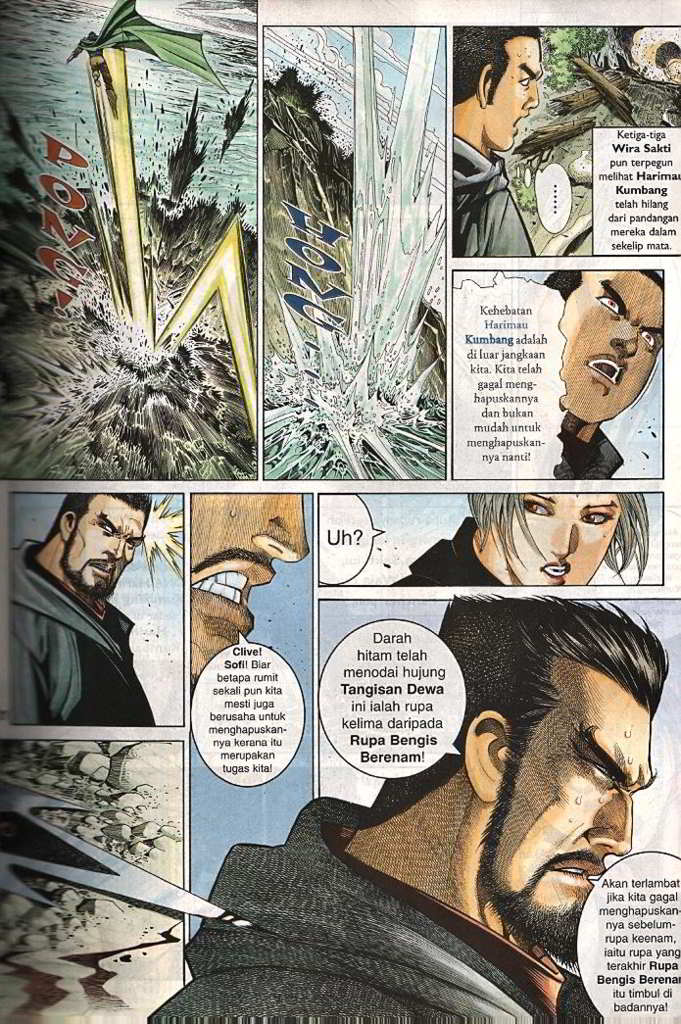 PONG!
ZOOM!
Ketiga-tiga
Wira Sakti
pun terpegun
melihat Harimau
Kumbang
telah hilang
dari pandangan
mereka dalam
sekelip mata.
......
Kehebatan
Harimau
Kumbang adalah
di luar jangkaan
kita. Kita telah
gagal meng-
hapuskannya
dan bukan
mudah untuk
menghapuskan-
nya nanti!
Clive!
Sofi! Biar
betapa rumit
sekali pun kita
mesti juga
berusaha untuk
menghapuskan-
nya kerana itu
merupakan
tugas kita!
Uh?
Darah
hitam telah
menodai hujung
Tangisan Dewa
ini ialah rupa
kelima daripada
Rupa Bengis
Berenam!
Akan terlambat
jika kita gagal
menghapuskan-
nya sebelum-
rupa keenam,
iaitu rupa yang
terakhir Rupa
Bengis Berenam
itu timbul di
badannya!